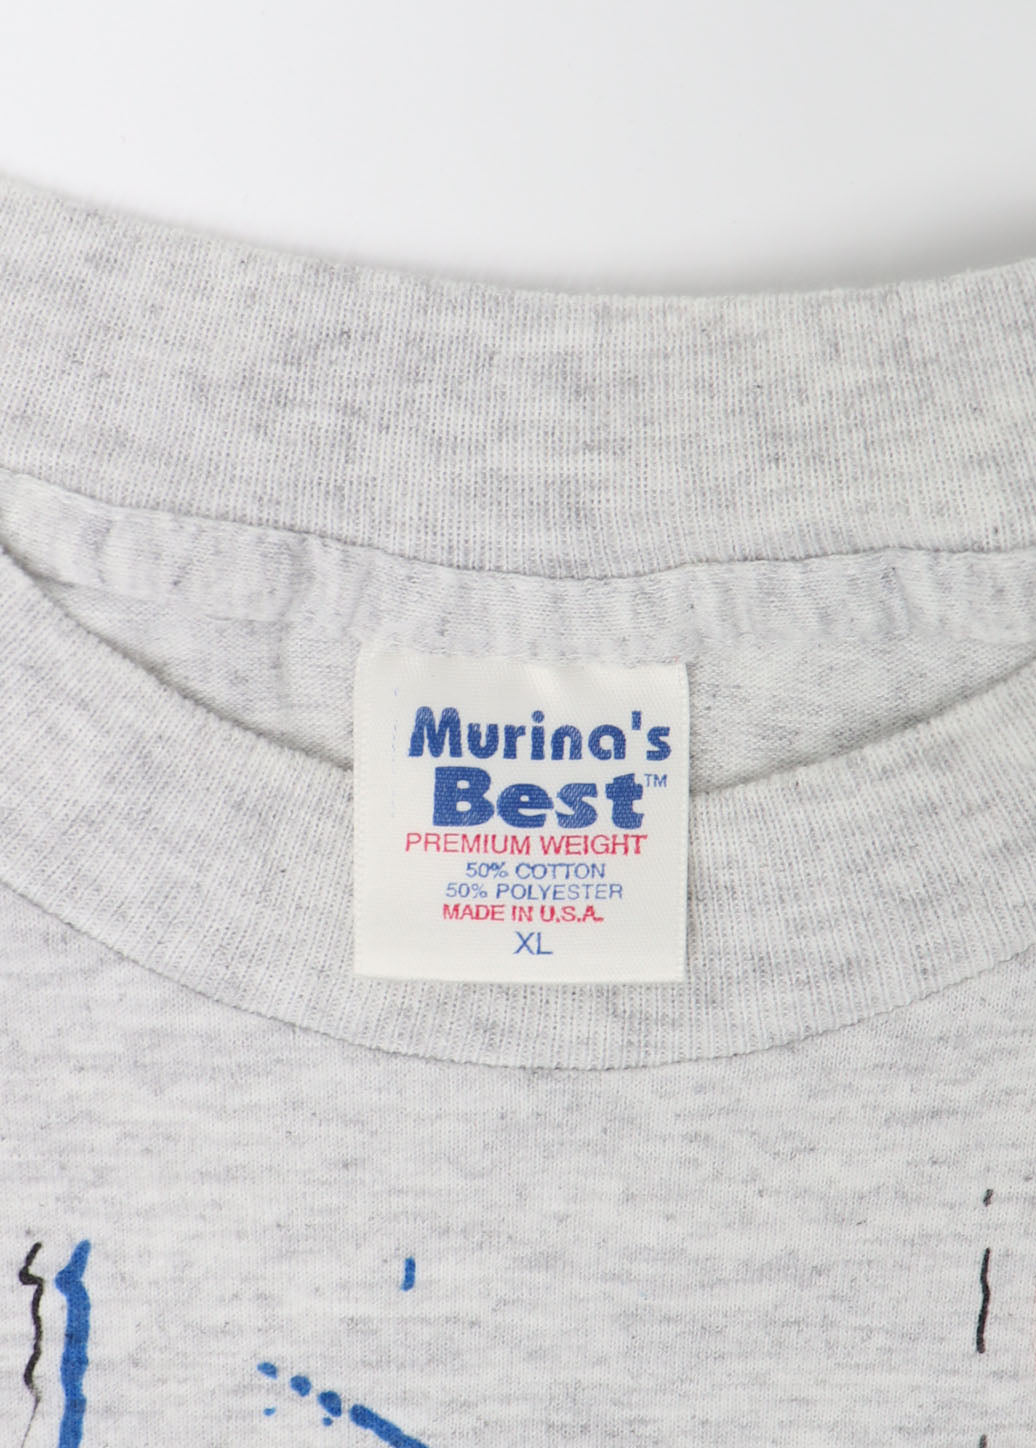 Murina's
Best™
PREMIUM WEIGHT
50% COTTON
50% POLYESTER
MADE IN U.S.A.
XL